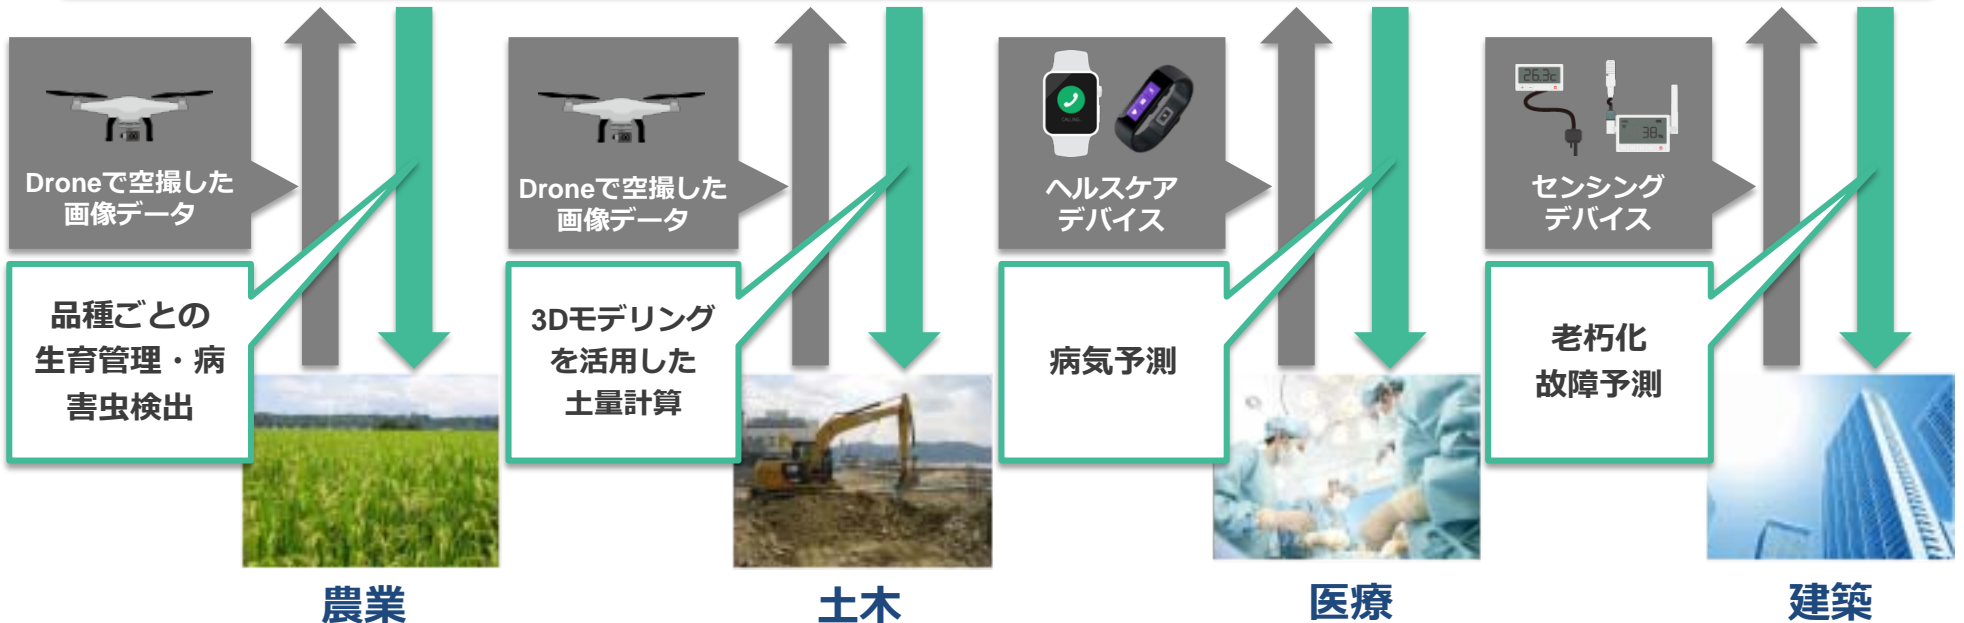 Droneで空撮した
画像データ
品種ごとの
生育管理・病
害虫検出
農業
Droneで空撮した
画像データ
3Dモデリング
を活用した
土量計算
土木
ヘルスケア
デバイス
病気予測
医療
26.3c
38%
センシング
デバイス
老朽化
故障予測
建築